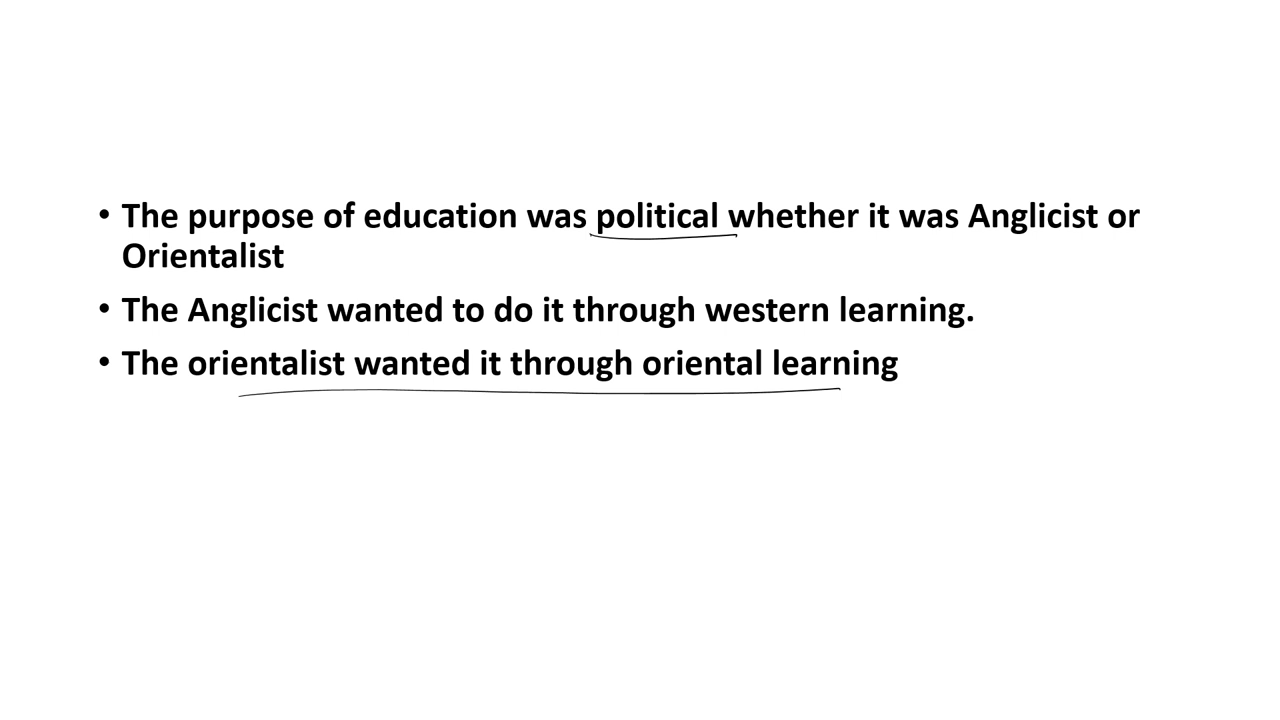 • The purpose of education was political whether it was Anglicist or
Orientalist
• The Anglicist wanted to do it through western learning.
• The orientalist wanted it through oriental learning